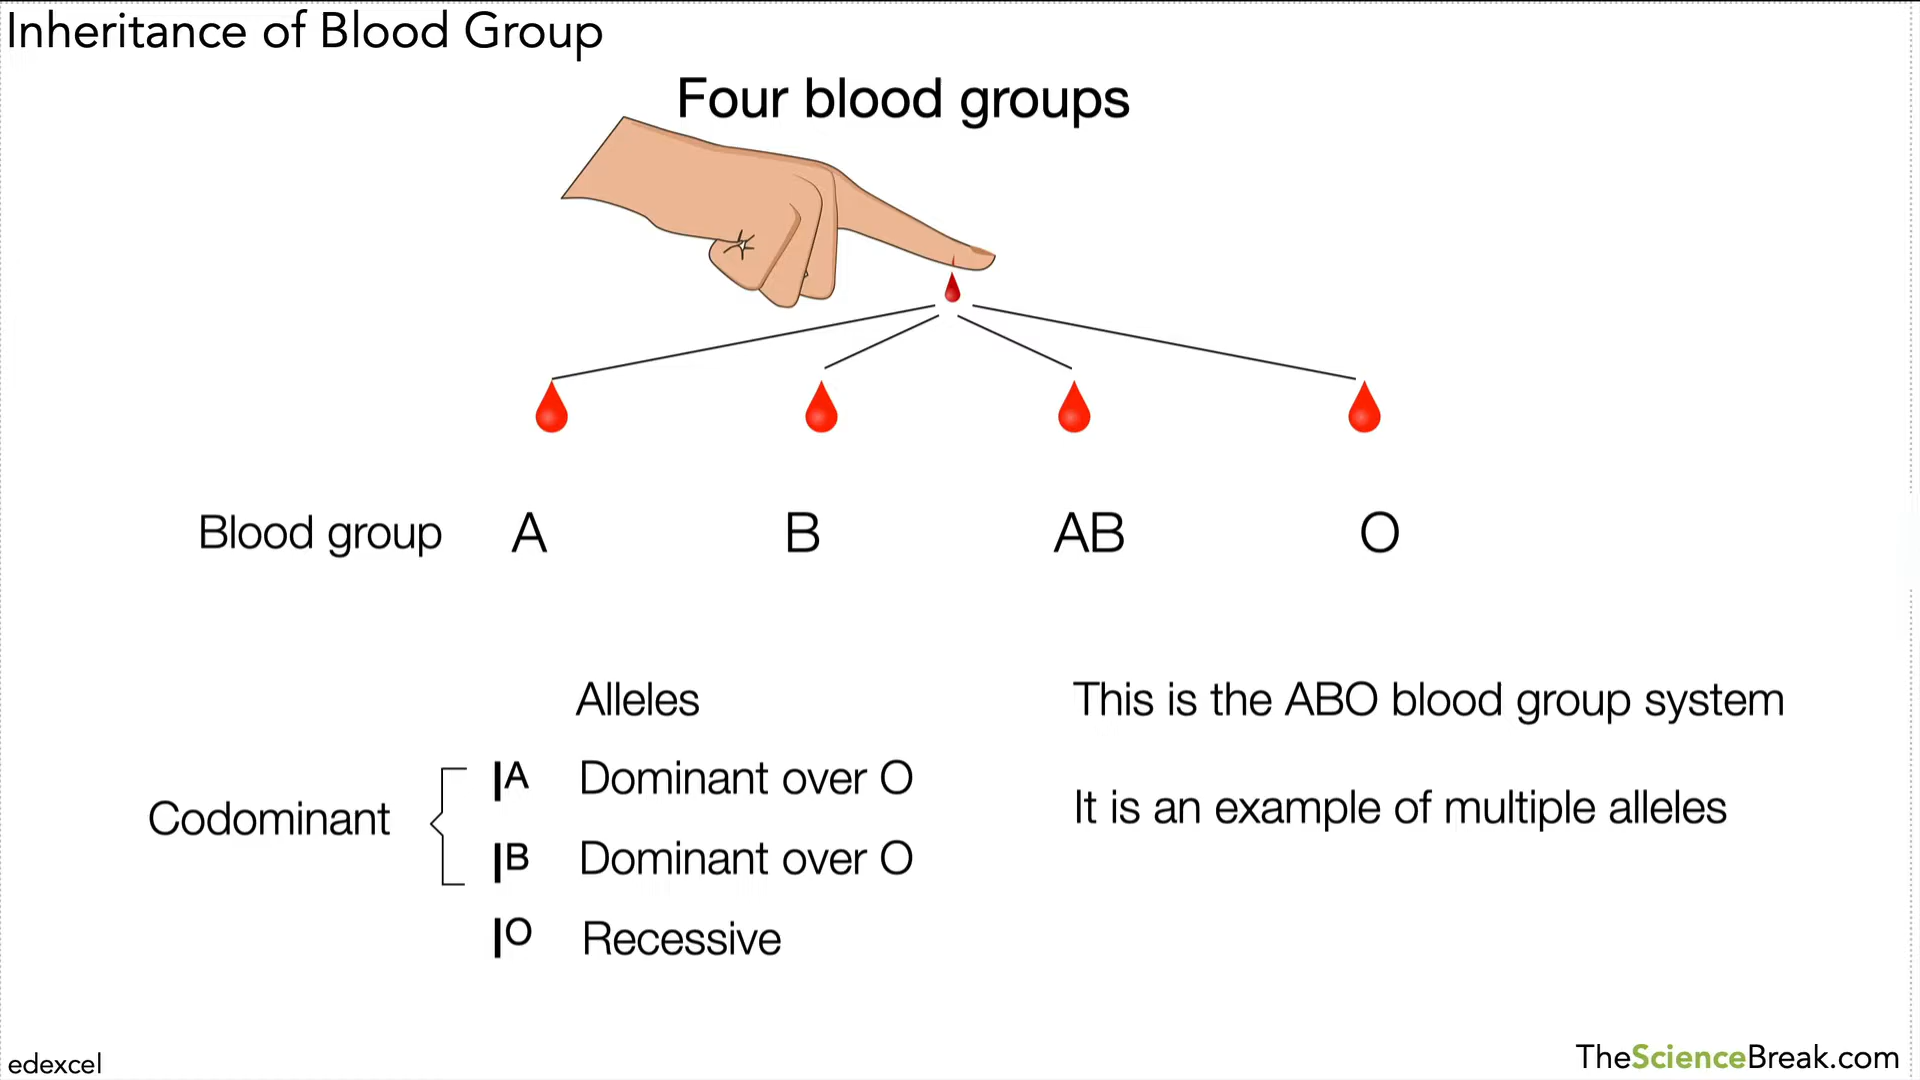 Inheritance of Blood Group
Four blood groups
Blood group A B AB O
Alleles
Codominant
Iᴬ Dominant over O
Iᴮ Dominant over O
Iᴼ Recessive
This is the ABO blood group system
It is an example of multiple alleles
edexcel
TheScienceBreak.com